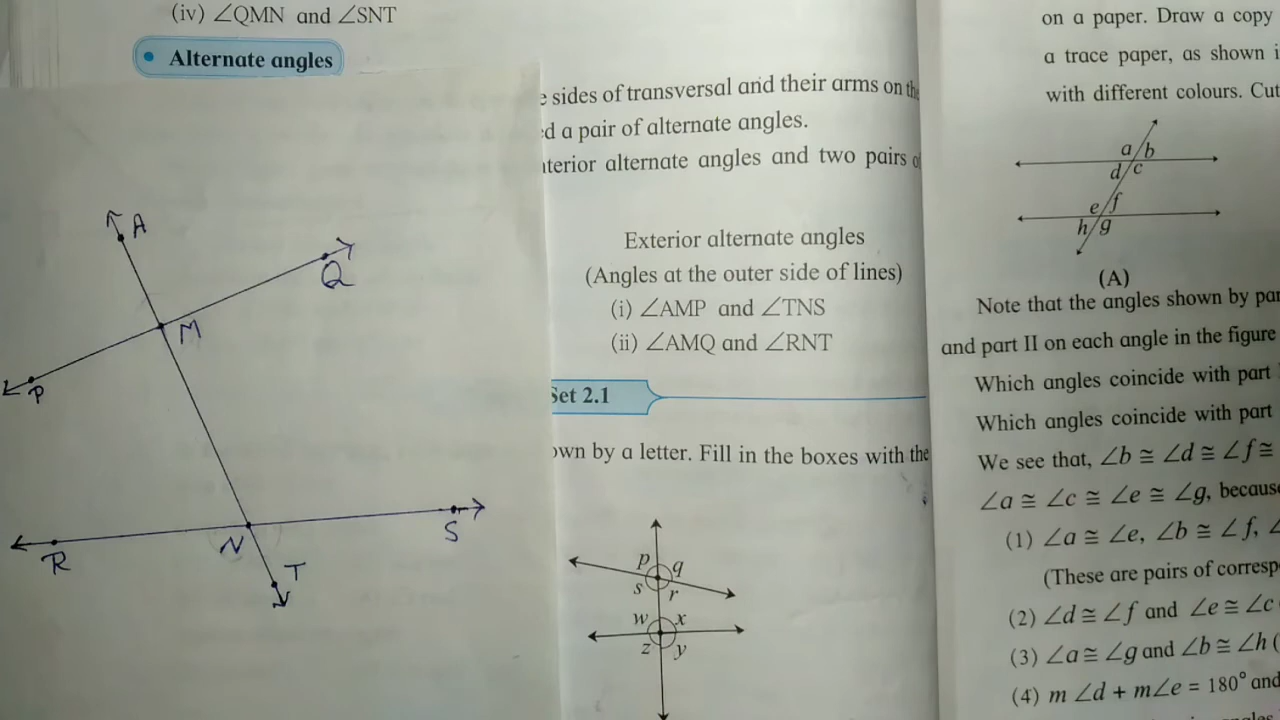 (iv) ∠QMN and ∠SNT
• Alternate angles
e sides of transversal and their arms on the
d a pair of alternate angles.
terior alternate angles and two pairs
Exterior alternate angles
(Angles at the outer side of lines)
(i) ∠AMP and ∠TNS
(ii) ∠AMQ and ∠RNT
Set 2.1
own by a letter. Fill in the boxes with the
p q
s r
w x
z y
A
Q
M
P
N
S
R
T
on a paper. Draw a copy
a trace paper, as shown i
with different colours. Cut
a b
d c
e f
h g
(A)
Note that the angles shown by par
and part II on each angle in the figure
Which angles coincide with part
Which angles coincide with part
We see that, ∠b ≅ ∠d ≅ ∠f ≅
∠a ≅ ∠c ≅ ∠e ≅ ∠g, because
(1) ∠a ≅ ∠e, ∠b ≅ ∠f,
(These are pairs of corresp
(2) ∠d ≅ ∠f and ∠e ≅ ∠c
(3) ∠a ≅ ∠g and ∠b ≅ ∠h (
(4) m∠d + m∠e = 180° and